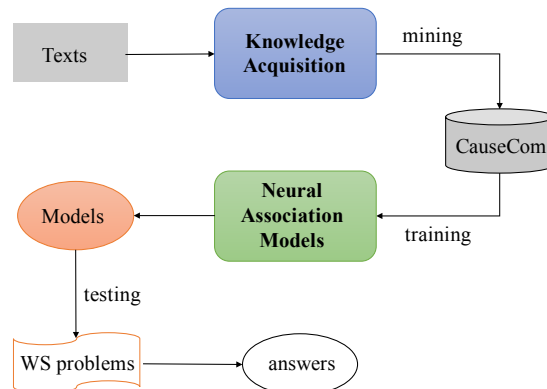 Texts
Knowledge
Acquisition
mining
CauseCom
Models
Neural
Association
Models
training
testing
WS problems
answers